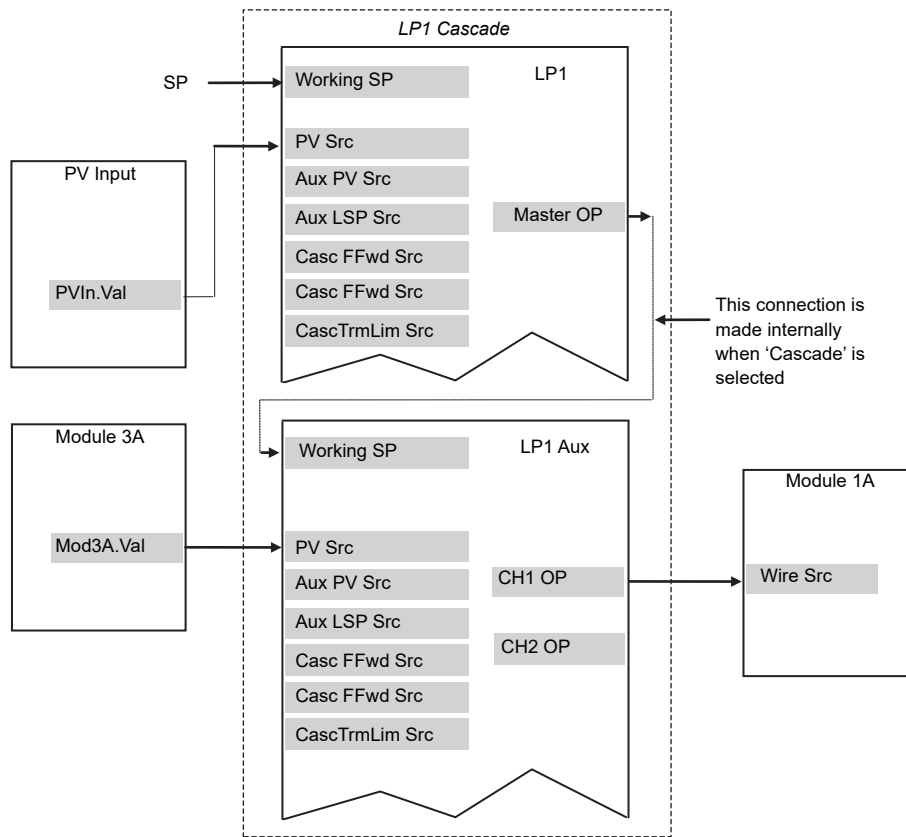 LP1 Cascade
SP
Working SP
LP1
PV Src
Aux PV Src
Aux LSP Src
Casc FFwd Src
Casc FFwd Src
CascTrmLim Src
Master OP
PV Input
PVIn.Val
This connection is
made internally
when ‘Cascade’ is
selected
Module 3A
Mod3A.Val
Working SP
LP1 Aux
PV Src
Aux PV Src
Aux LSP Src
Casc FFwd Src
Casc FFwd Src
CascTrmLim Src
CH1 OP
CH2 OP
Module 1A
Wire Src